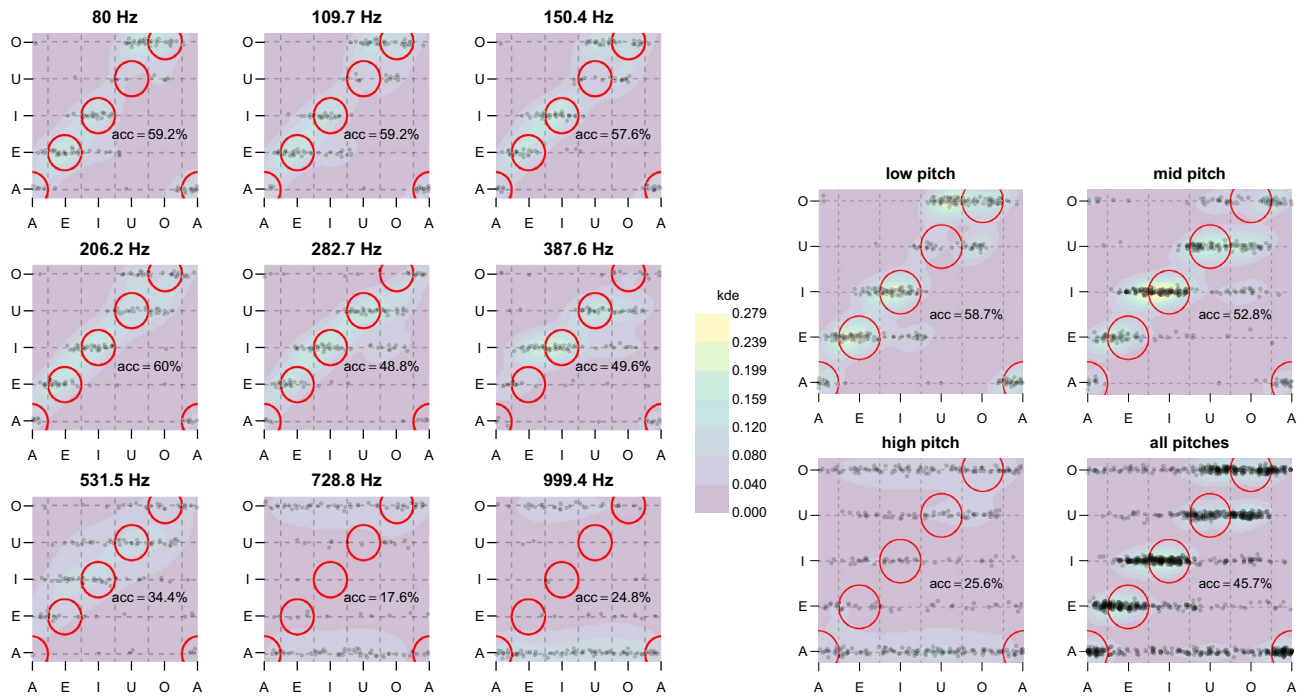 80 Hz
109.7 Hz
150.4 Hz
O
U
I
E
A
acc = 59.2%
acc = 59.2%
acc = 57.6%
A E I U O A
A E I U O A
A E I U O A
206.2 Hz
282.7 Hz
387.6 Hz
O
U
I
E
A
acc = 60%
acc = 48.8%
acc = 49.6%
A E I U O A
A E I U O A
A E I U O A
531.5 Hz
728.8 Hz
999.4 Hz
O
U
I
E
A
acc = 34.4%
acc = 17.6%
acc = 24.8%
A E I U O A
A E I U O A
A E I U O A
kde
0.279
0.239
0.199
0.159
0.120
0.080
0.040
0.000
low pitch
mid pitch
O
U
I
E
A
acc = 58.7%
O
U
I
E
A
acc = 52.8%
A E I U O A
A E I U O A
high pitch
all pitches
O
U
I
E
A
acc = 25.6%
O
U
I
E
A
acc = 45.7%
A E I U O A
A E I U O A